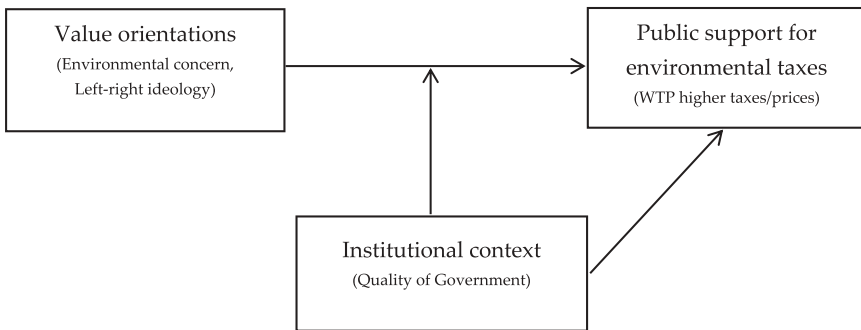 Value orientations
(Environmental concern,
Left-right ideology)
Public support for
environmental taxes
(WTP higher taxes/prices)
Institutional context
(Quality of Government)